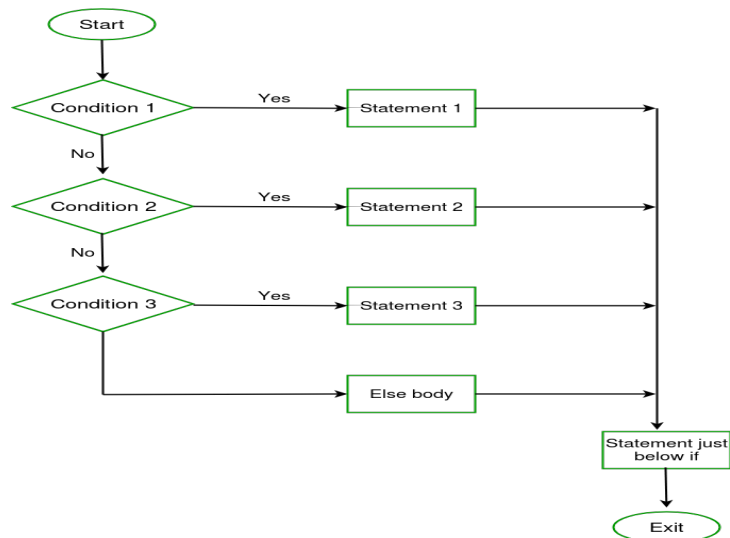 Start
Condition 1
Yes
Statement 1
No
Condition 2
Yes
Statement 2
No
Condition 3
Yes
Statement 3
Else body
Statement just
below if
Exit